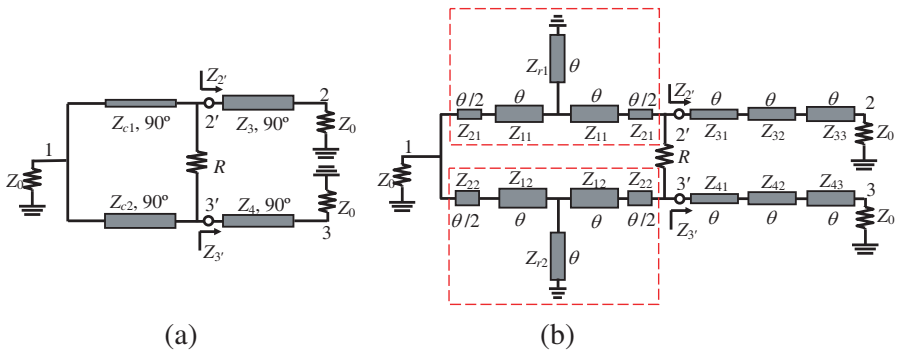 Z2'
Zr1 θ
Z2'
Zc1, 90º
2'
Z3, 90º
2
Z0
1
Z0
R
Zc2, 90º
3'
Z4, 90º
Z0
3
Z3'
(a)
θ/2 θ θ θ/2
Z21 Z11 Z11 Z21
1
Z0
2'
θ θ θ
Z31 Z32 Z33
2
Z0
R
Z22 Z12 Z12 Z22
θ/2 θ θ θ/2
Zr2 θ
3'
Z41 Z42 Z43
θ θ θ
3
Z0
Z3'
(b)